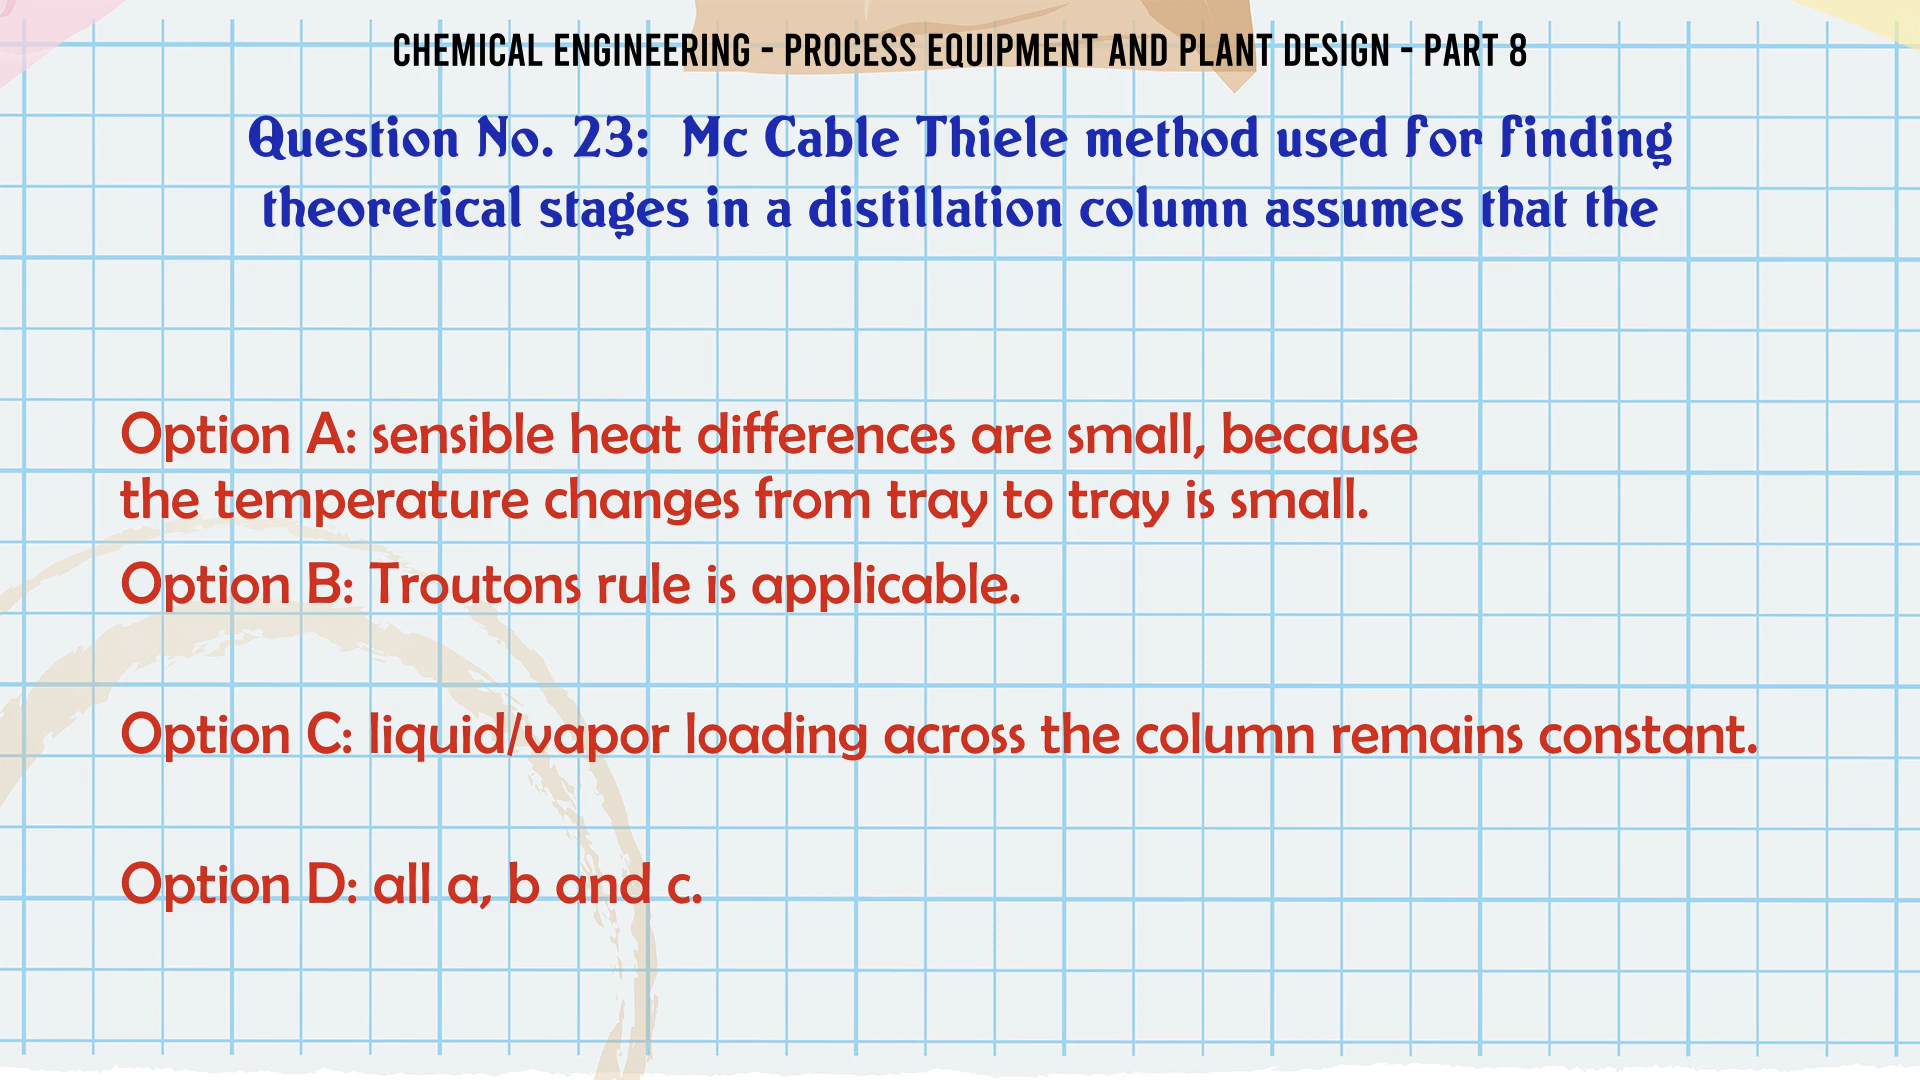 CHEMICAL ENGINEERING - PROCESS EQUIPMENT AND PLANT DESIGN - PART 8
Question No. 23: Mc Cable Thiele method used for finding
theoretical stages in a distillation column assumes that the
Option A: sensible heat differences are small, because
the temperature changes from tray to tray is small.
Option B: Troutons rule is applicable.
Option C: liquid/vapor loading across the column remains constant.
Option D: all a, b and c.